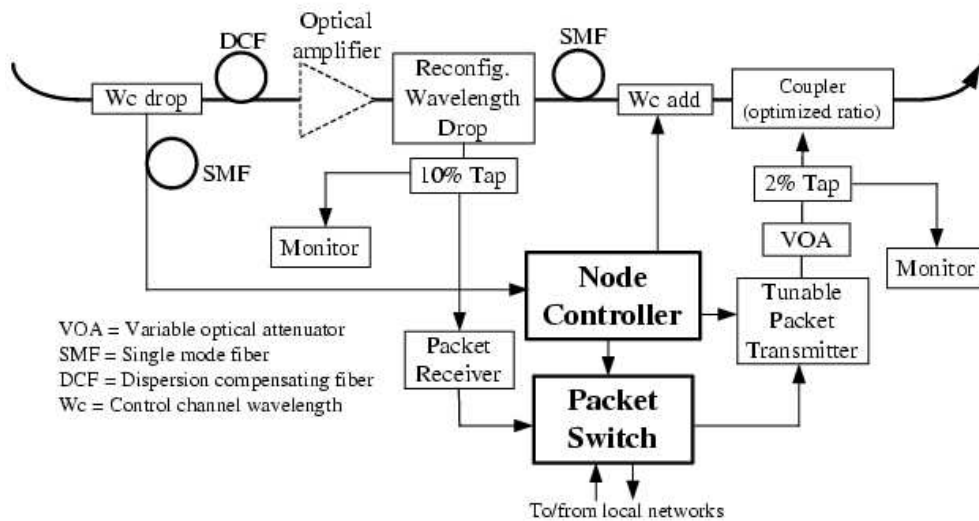 Optical
amplifier
DCF
SMF
Wc drop
Reconfig.
Wavelength
Drop
Wc add
Coupler
(optimized ratio)
SMF
10% Tap
2% Tap
Monitor
VOA
Monitor
Node
Controller
Tunable
Packet
Transmitter
VOA = Variable optical attenuator
SMF = Single mode fiber
DCF = Dispersion compensating fiber
Wc = Control channel wavelength
Packet
Receiver
Packet
Switch
To/from local networks